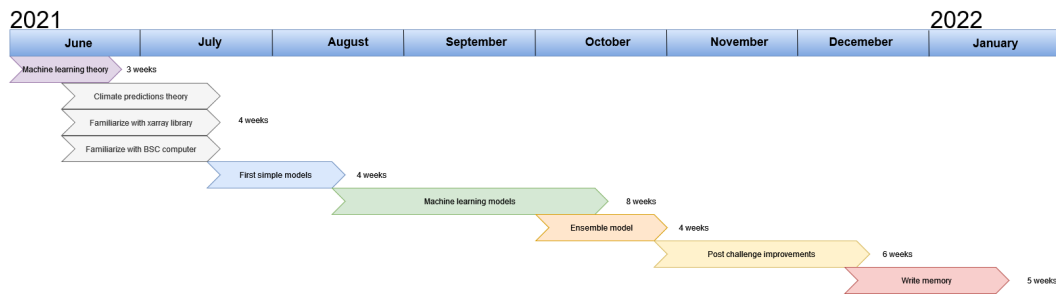 2021 2022
June July August September October November Decemeber January
Machine learning theory 3 weeks
Climate predictions theory
Familiarize with xarray library 4 weeks
Familiarize with BSC computer
First simple models 4 weeks
Machine learning models 8 weeks
Ensemble model 4 weeks
Post challenge improvements 6 weeks
Write memory 5 weeks